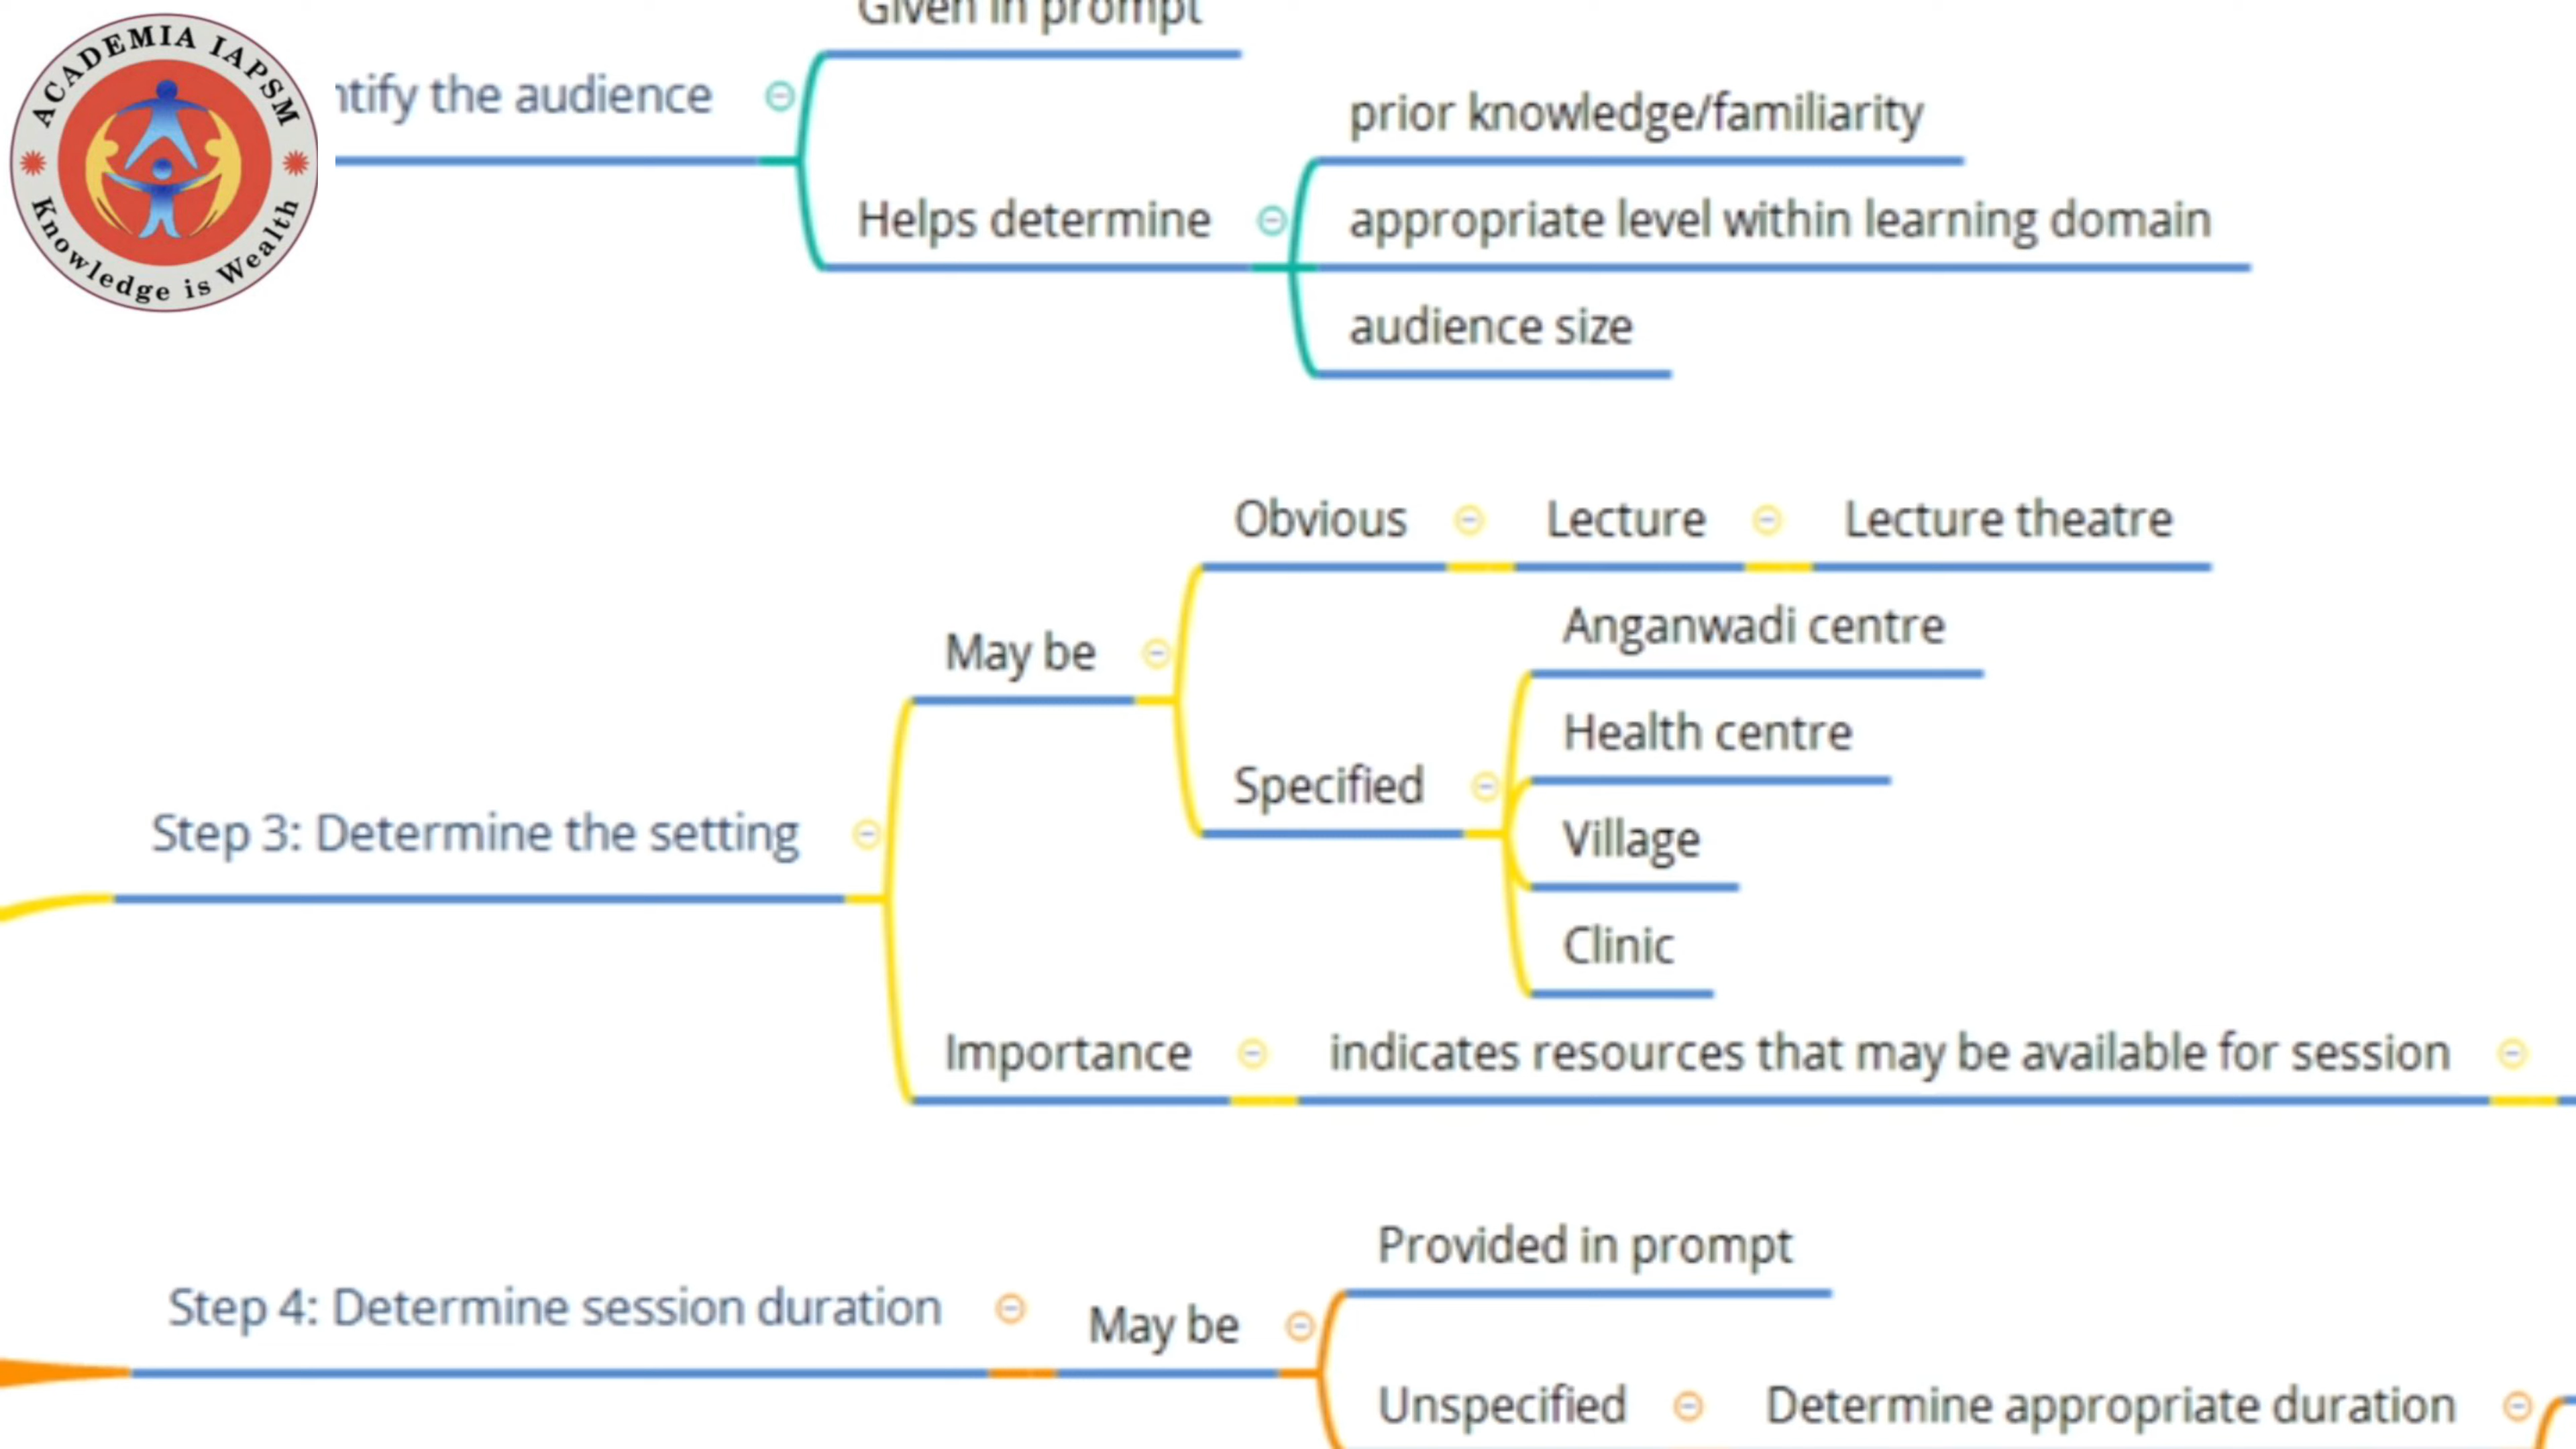 ACADEMIA IAPSM
Knowledge is Wealth
Given in prompt
ntify the audience
prior knowledge/familiarity
Helps determine
appropriate level within learning domain
audience size
Obvious
Lecture
Lecture theatre
May be
Anganwadi centre
Health centre
Specified
Village
Clinic
Step 3: Determine the setting
Importance
indicates resources that may be available for session
Provided in prompt
Step 4: Determine session duration
May be
Unspecified
Determine appropriate duration